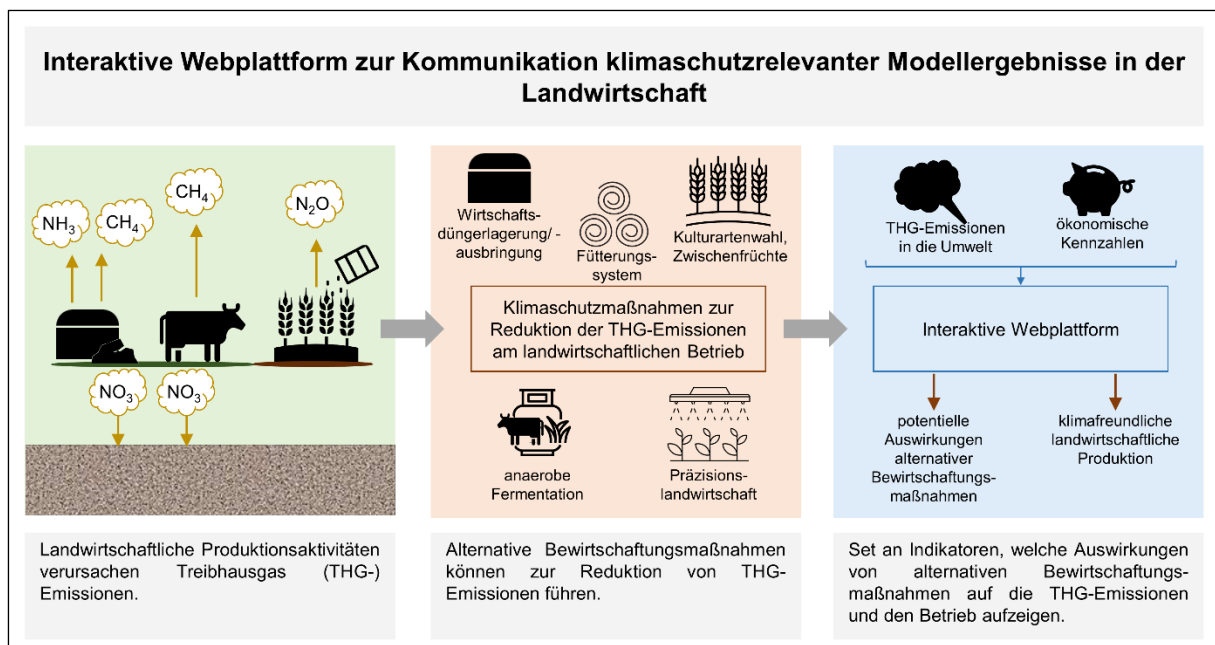 Interaktive Webplattform zur Kommunikation klimaschutzrelevanter Modellergebnisse in der
Landwirtschaft
NH₃
CH₄
CH₄
N₂O
NO₃
NO₃
Wirtschafts-
düngerlagerung/ -
ausbringung
Fütterungs-
system
Kulturartenwahl,
Zwischenfrüchte
Klimaschutzmaßnahmen zur
Reduktion der THG-Emissionen
am landwirtschaftlichen Betrieb
anaerobe
Fermentation
Präzisions-
landwirtschaft
THG-Emissionen
in die Umwelt
ökonomische
Kennzahlen
Interaktive Webplattform
potentielle
Auswirkungen
alternativer
Bewirtschaftungs-
maßnahmen
klimafreundliche
landwirtschaftliche
Produktion
Landwirtschaftliche Produktionsaktivitäten
verursachen Treibhausgas (THG-)
Emissionen.
Alternative Bewirtschaftungsmaßnahmen
können zur Reduktion von THG-
Emissionen führen.
Set an Indikatoren, welche Auswirkungen
von alternativen Bewirtschaftungs-
maßnahmen auf die THG-Emissionen
und den Betrieb aufzeigen.